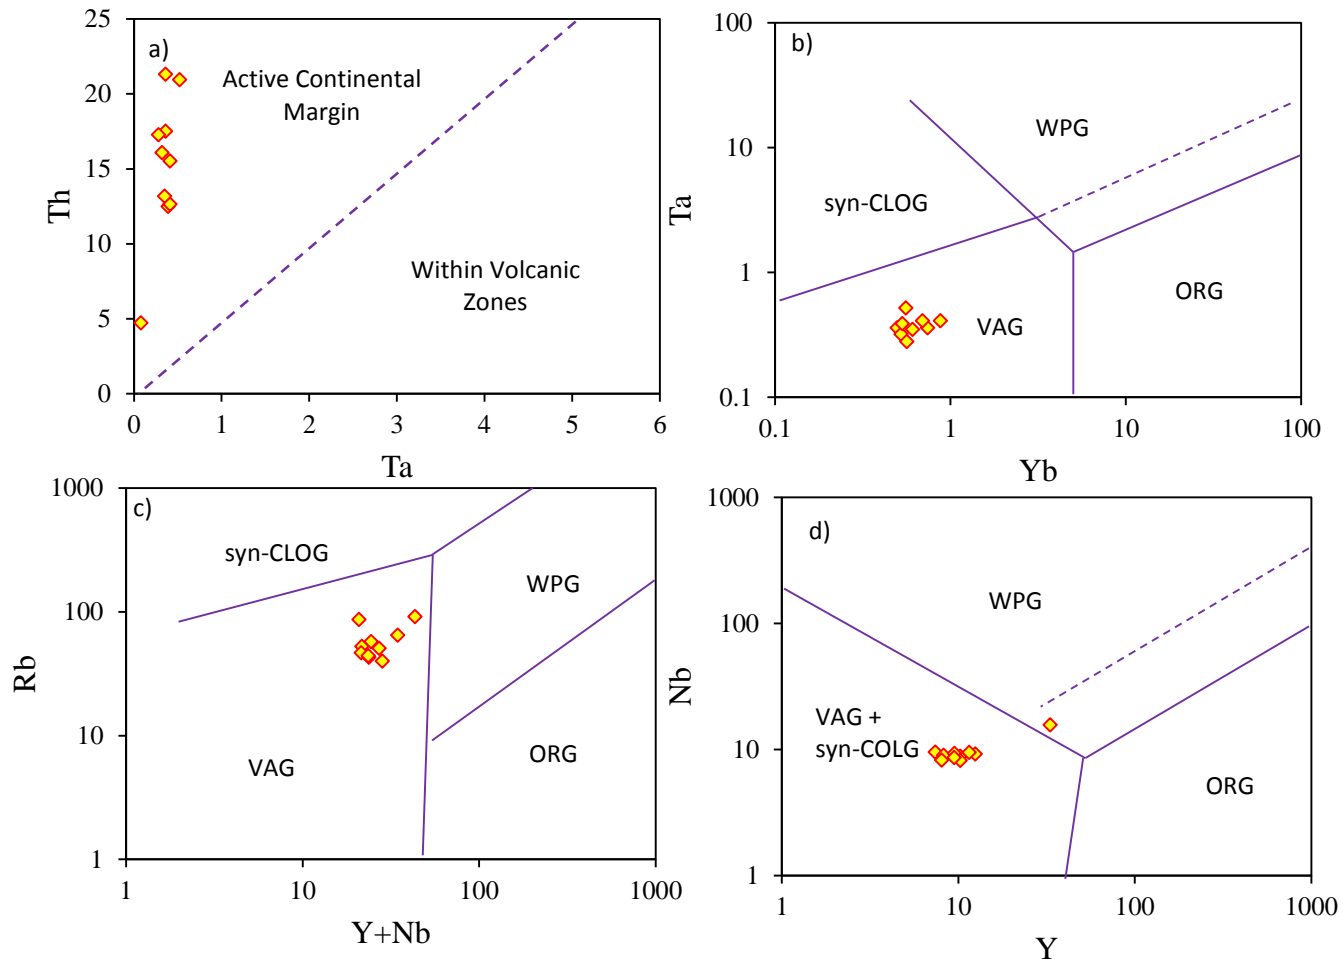 a)
Active Continental
Margin
Within Volcanic
Zones
25
20
15
10
5
0
0 1 2 3 4 5 6
Th
Ta
b)
WPG
syn-CLOG
VAG
ORG
100
10
1
0.1
0.1 1 10 100
Ta
Yb
c)
syn-CLOG
WPG
VAG
ORG
1000
100
10
1
1 10 100 1000
Rb
Y+Nb
d)
WPG
VAG +
syn-COLG
ORG
1000
100
10
1
1 10 100 1000
Nb
Y